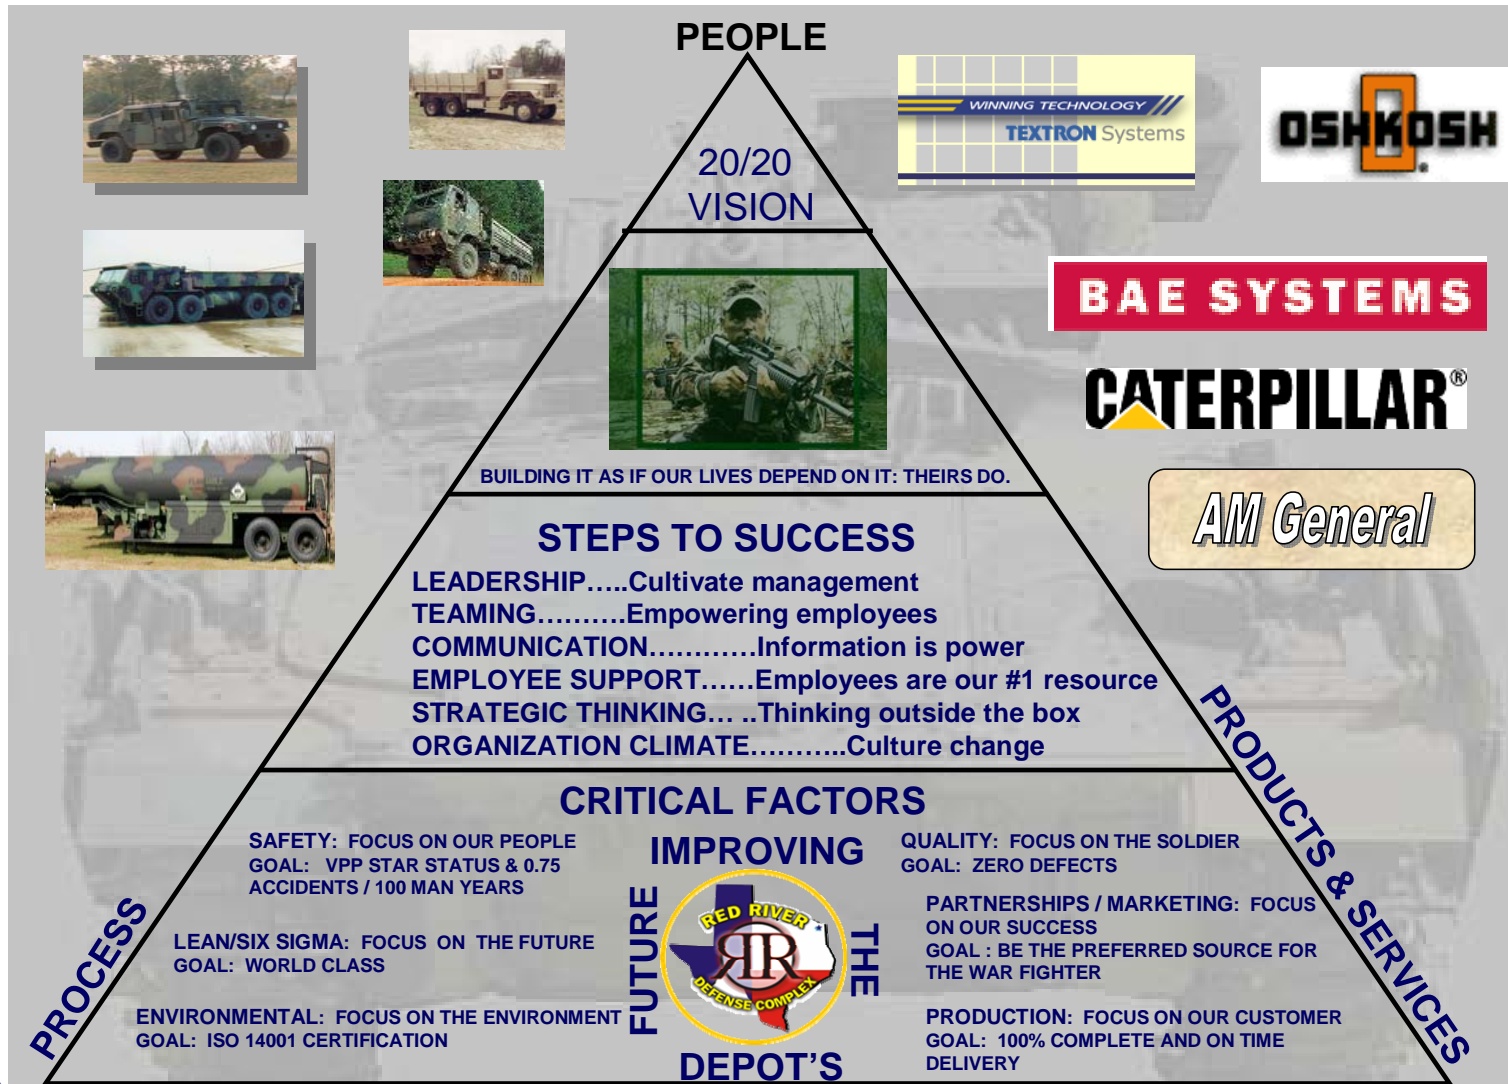 PEOPLE
WINNING TECHNOLOGY
TEXTRON Systems
OSHKOSH
®
20/20
VISION
BAE SYSTEMS
CATERPILLAR®
AM General
BUILDING IT AS IF OUR LIVES DEPEND ON IT: THEIRS DO.
STEPS TO SUCCESS
LEADERSHIP…..Cultivate management
TEAMING……….Empowering employees
COMMUNICATION…………Information is power
EMPLOYEE SUPPORT……Employees are our #1 resource
STRATEGIC THINKING… ..Thinking outside the box
ORGANIZATION CLIMATE………..Culture change
PROCESS
PRODUCTS & SERVICES
CRITICAL FACTORS
SAFETY: FOCUS ON OUR PEOPLE
GOAL: VPP STAR STATUS & 0.75
ACCIDENTS / 100 MAN YEARS
LEAN/SIX SIGMA: FOCUS ON THE FUTURE
GOAL: WORLD CLASS
ENVIRONMENTAL: FOCUS ON THE ENVIRONMENT
GOAL: ISO 14001 CERTIFICATION
IMPROVING
THE
DEPOT'S
FUTURE
RED RIVER
RR
DEFENSE COMPLEX
QUALITY: FOCUS ON THE SOLDIER
GOAL: ZERO DEFECTS
PARTNERSHIPS / MARKETING: FOCUS
ON OUR SUCCESS
GOAL : BE THE PREFERRED SOURCE FOR
THE WAR FIGHTER
PRODUCTION: FOCUS ON OUR CUSTOMER
GOAL: 100% COMPLETE AND ON TIME
DELIVERY